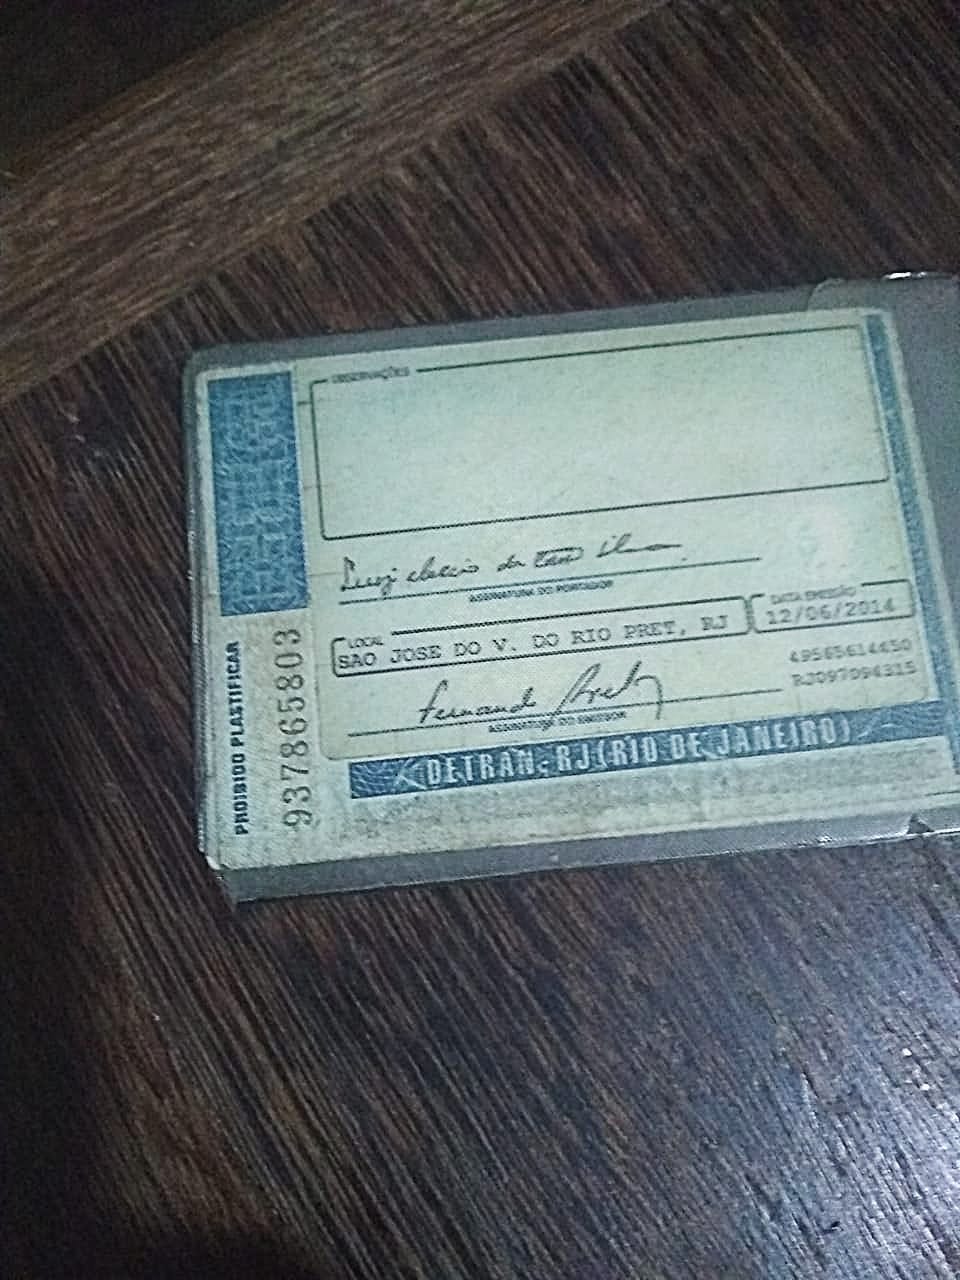 OBSERVAÇÕES
ASSINATURA DO PORTADOR
LOCAL
SAO JOSE DO V. DO RIO PRET, RJ
DATA EMISSÃO
12/06/2014
49565614450
RJ097094315
Fernando
ASSINATURA DO EMISSOR
DETRAN-RJ (RIO DE JANEIRO)
PROIBIDO PLASTIFICAR
937865803